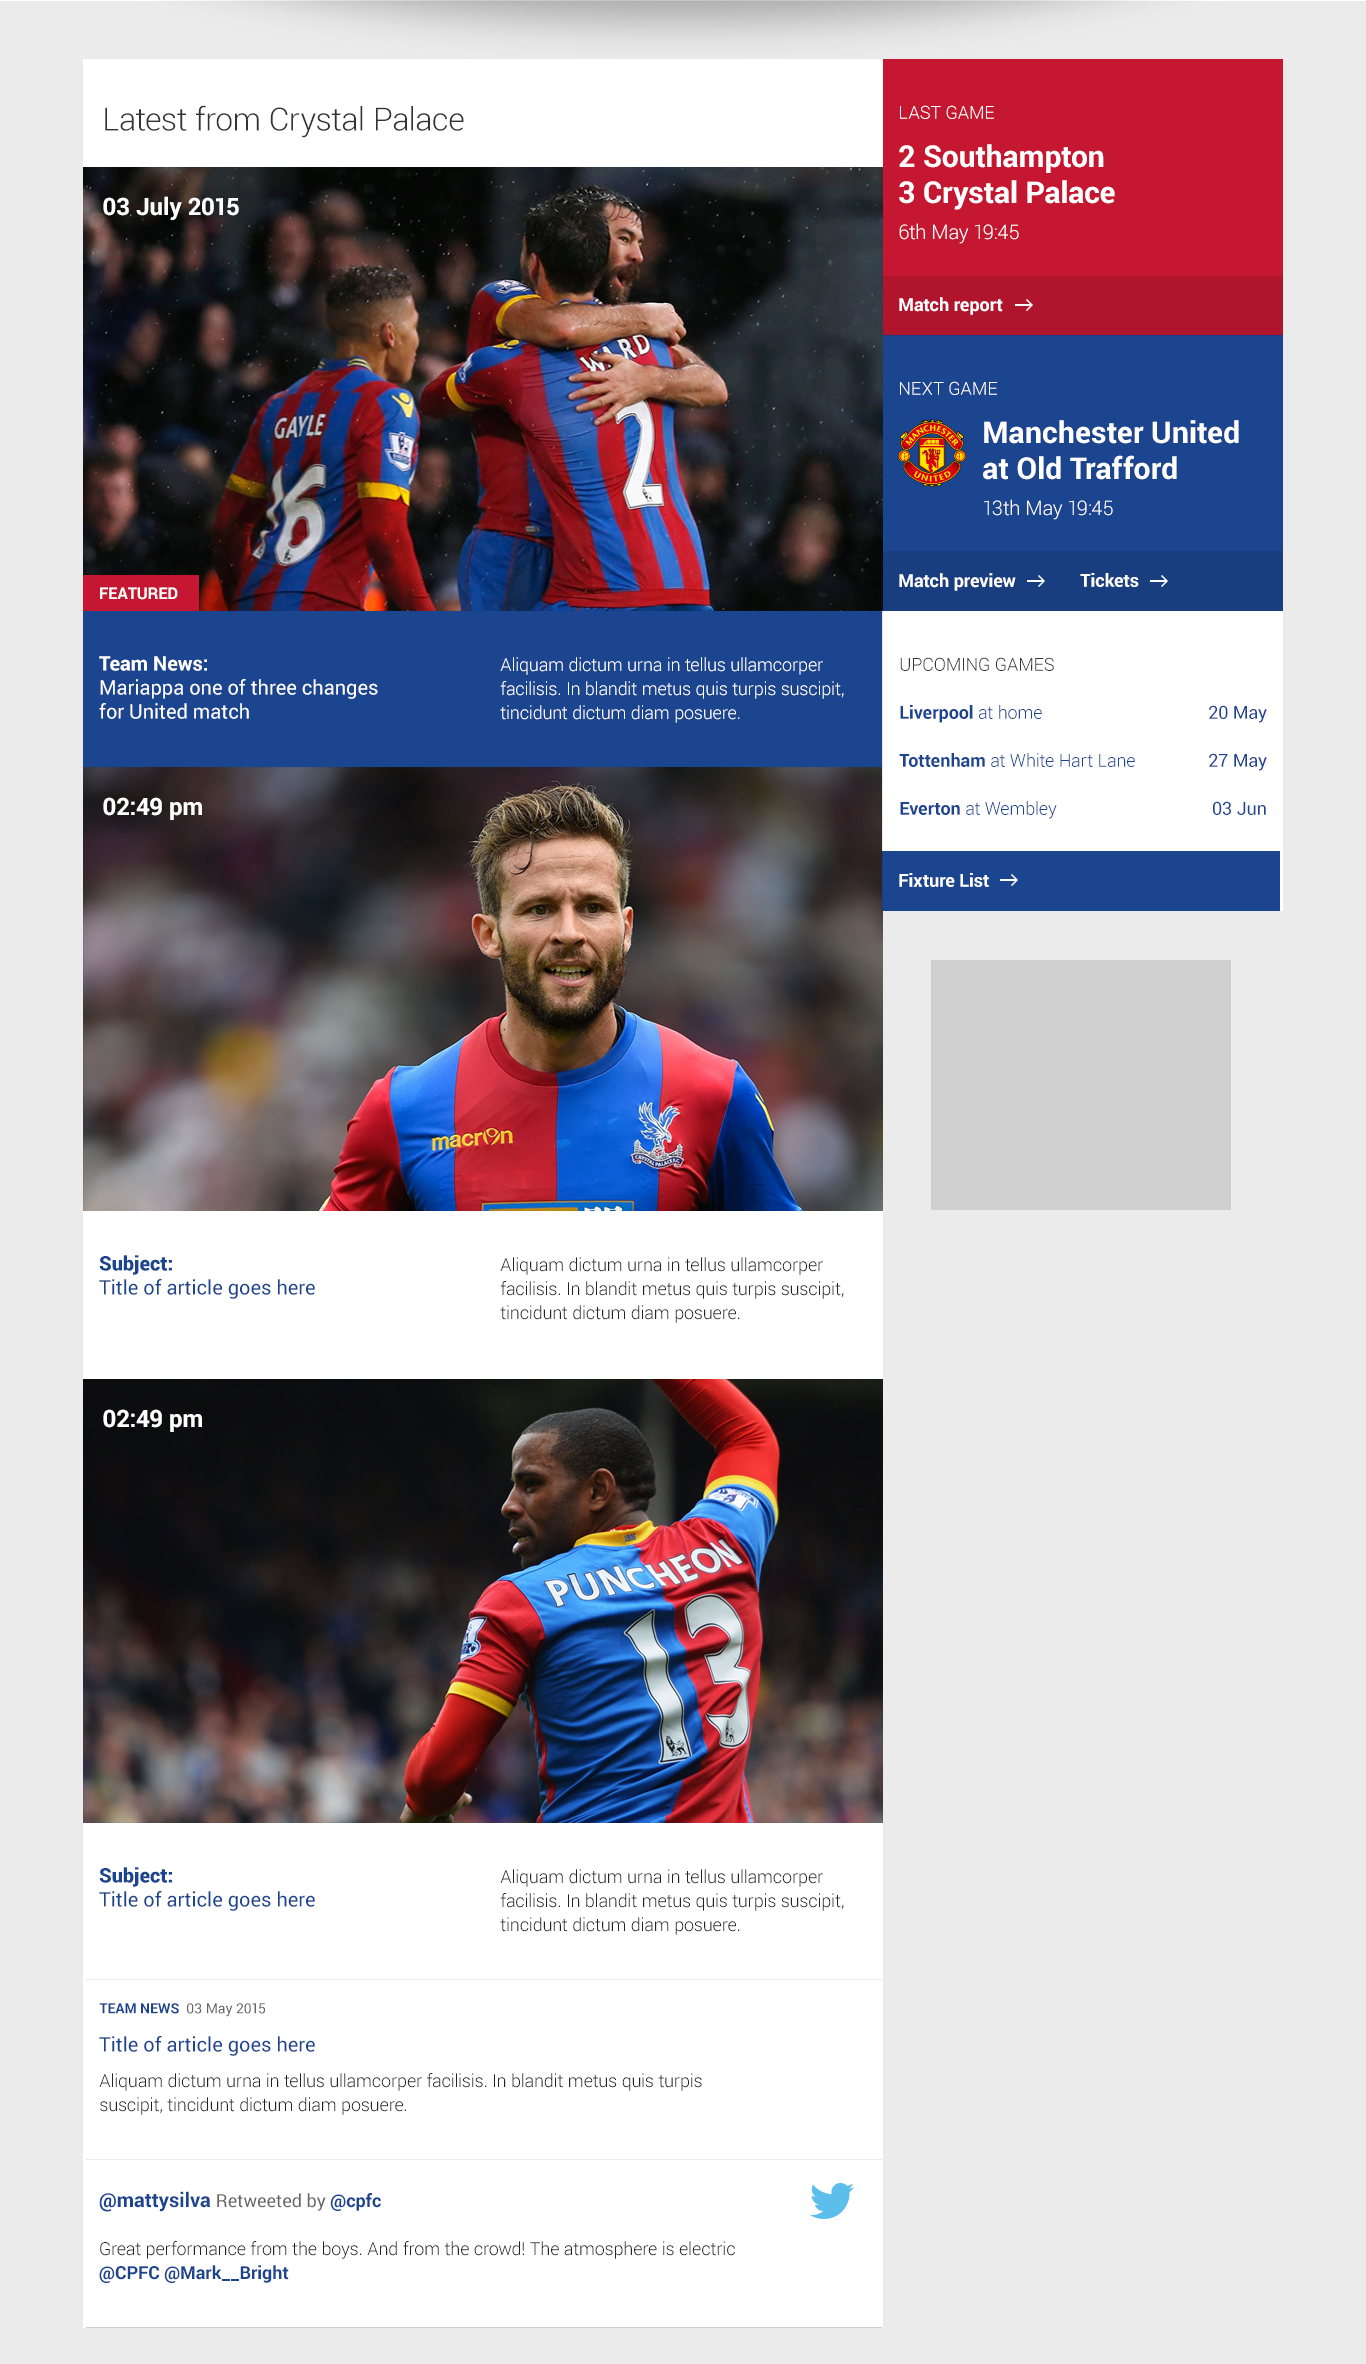 Latest from Crystal Palace
03 July 2015
GAYLE
16
WARD
2
FEATURED
Team News:
Mariappa one of three changes
for United match
Aliquam dictum urna in tellus ullamcorper
facilisis. In blandit metus quis turpis suscipit,
tincidunt dictum diam posuere.
02:49 pm
macron
CRYSTAL PALACE F.C.
Subject:
Title of article goes here
Aliquam dictum urna in tellus ullamcorper
facilisis. In blandit metus quis turpis suscipit,
tincidunt dictum diam posuere.
02:49 pm
PUNCHEON
13
Subject:
Title of article goes here
Aliquam dictum urna in tellus ullamcorper
facilisis. In blandit metus quis turpis suscipit,
tincidunt dictum diam posuere.
TEAM NEWS 03 May 2015
Title of article goes here
Aliquam dictum urna in tellus ullamcorper facilisis. In blandit metus quis turpis
suscipit, tincidunt dictum diam posuere.
@mattysilva Retweeted by @cpfc
Great performance from the boys. And from the crowd! The atmosphere is electric
@CPFC @Mark__Bright
LAST GAME
2 Southampton
3 Crystal Palace
6th May 19:45
Match report →
NEXT GAME
MANCHESTER
UNITED
Manchester United
at Old Trafford
13th May 19:45
Match preview → Tickets →
UPCOMING GAMES
Liverpool at home 20 May
Tottenham at White Hart Lane 27 May
Everton at Wembley 03 Jun
Fixture List →